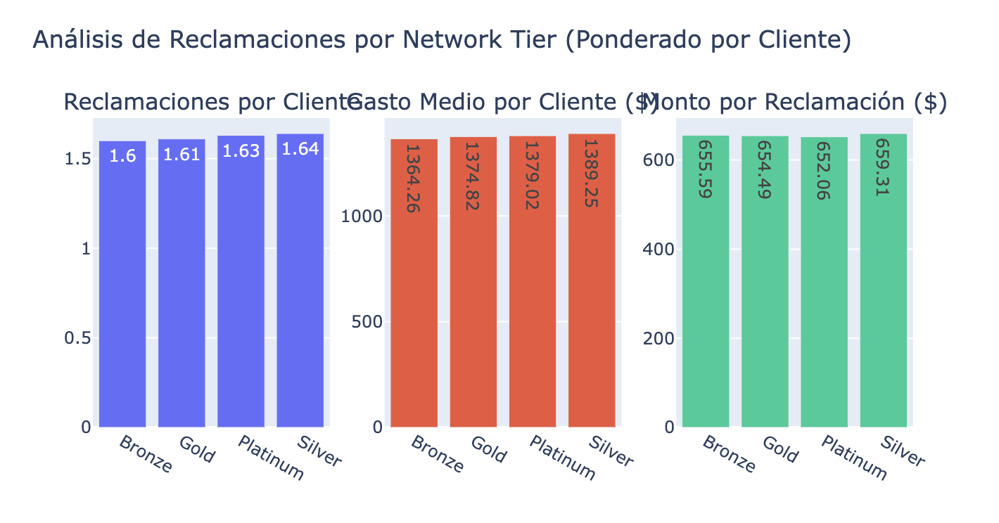 Análisis de Reclamaciones por Network Tier (Ponderado por Cliente)
Reclamaciones por Cliente
1.5
1
0.5
0
1.6
1.61
1.63
1.64
Bronze
Gold
Platinum
Silver
Gasto Medio por Cliente ($)
1000
500
0
1364.26
1374.82
1379.02
1389.25
Bronze
Gold
Platinum
Silver
Monto por Reclamación ($)
600
400
200
0
655.59
654.49
652.06
659.31
Bronze
Gold
Platinum
Silver